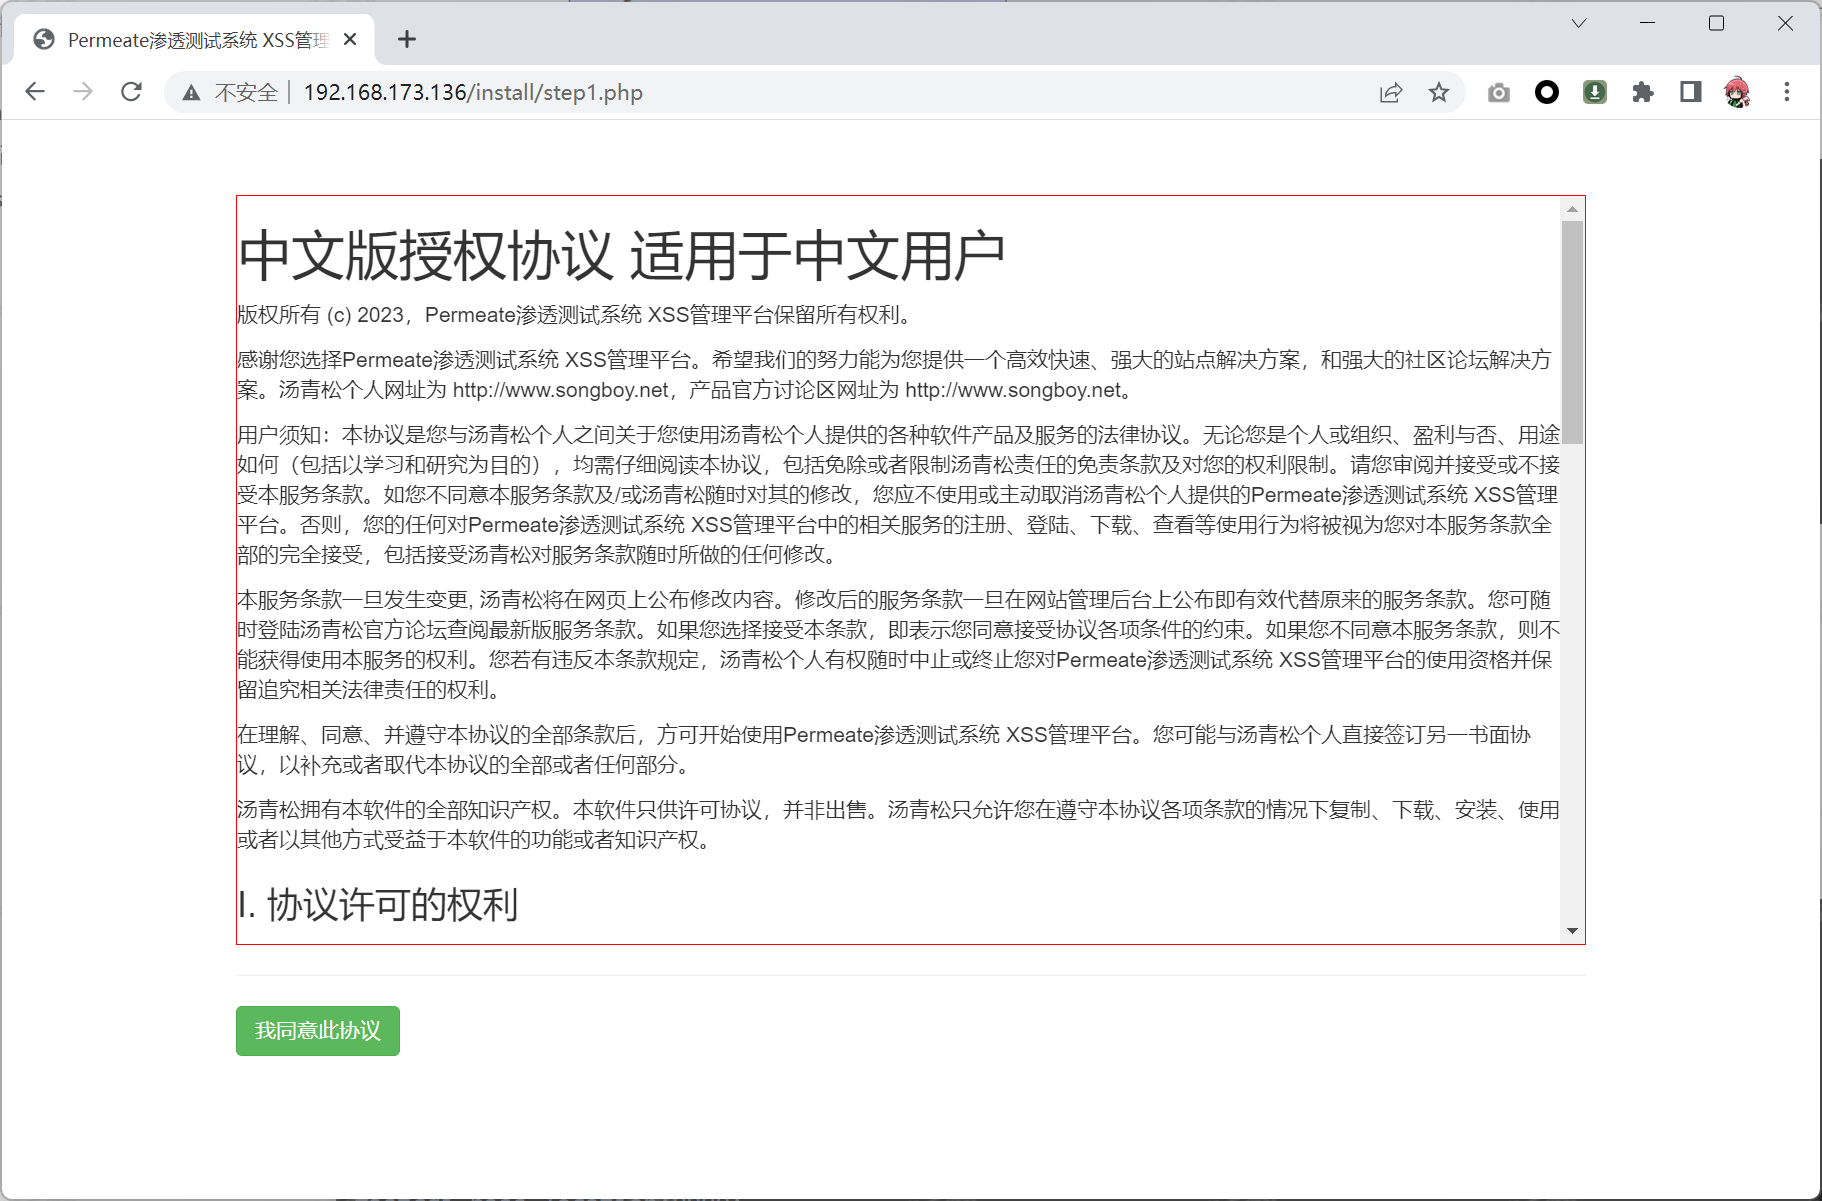 Permeate渗透测试系统 XSS管理
不安全 192.168.173.136/install/step1.php
中文版授权协议 适用于中文用户
版权所有 (c) 2023，Permeate渗透测试系统 XSS管理平台保留所有权利。
感谢您选择Permeate渗透测试系统 XSS管理平台。希望我们的努力能为您提供一个高效快速、强大的站点解决方案，和强大的社区论坛解决方
案。汤青松个人网址为 http://www.songboy.net，产品官方讨论区网址为 http://www.songboy.net。
用户须知：本协议是您与汤青松个人之间关于您使用汤青松个人提供的各种软件产品及服务的法律协议。无论您是个人或组织、盈利与否、用途
如何（包括以学习和研究为目的），均需仔细阅读本协议，包括免除或者限制汤青松责任的免责条款及对您的权利限制。请您审阅并接受或不接
受本服务条款。如您不同意本服务条款及/或汤青松随时对其的修改，您应不使用或主动取消汤青松个人提供的Permeate渗透测试系统 XSS管理
平台。否则，您的任何对Permeate渗透测试系统 XSS管理平台中的相关服务的注册、登陆、下载、查看等使用行为将被视为您对本服务条款全
部的完全接受，包括接受汤青松对服务条款随时所做的任何修改。
本服务条款一旦发生变更, 汤青松将在网页上公布修改内容。修改后的服务条款一旦在网站管理后台上公布即有效代替原来的服务条款。您可随
时登陆汤青松官方论坛查阅最新版服务条款。如果您选择接受本条款，即表示您同意接受协议各项条件的约束。如果您不同意本服务条款，则不
能获得使用本服务的权利。您若有违反本条款规定，汤青松个人有权随时中止或终止您对Permeate渗透测试系统 XSS管理平台的使用资格并保
留追究相关法律责任的权利。
在理解、同意、并遵守本协议的全部条款后，方可开始使用Permeate渗透测试系统 XSS管理平台。您可能与汤青松个人直接签订另一书面协
议，以补充或者取代本协议的全部或者任何部分。
汤青松拥有本软件的全部知识产权。本软件只供许可协议，并非出售。汤青松只允许您在遵守本协议各项条款的情况下复制、下载、安装、使用
或者以其他方式受益于本软件的功能或者知识产权。
I. 协议许可的权利
我同意此协议